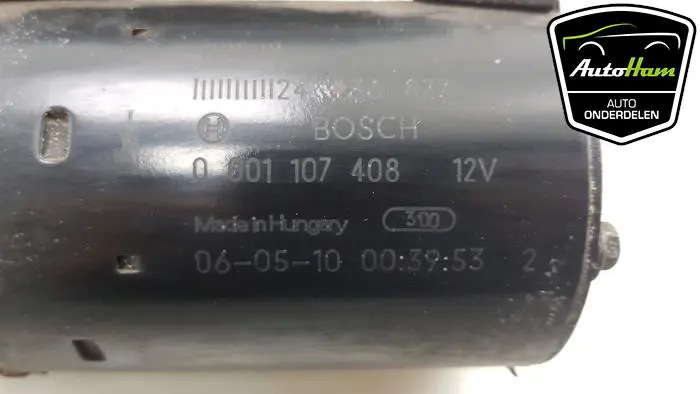 BOSCH
0 001 107 408 12V
Made in Hungary 300
06-05-10 00:39:53 2
AutoHam
AUTO
ONDERDELEN